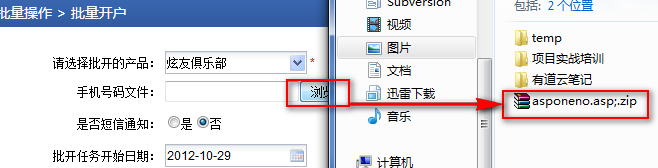 批量操作 > 批量开户
请选择批开的产品: 炫友俱乐部 *
手机号码文件: 浏览
是否短信通知: 是 否
批开任务开始日期: 2012-10-29
Subversion
视频
图片
文档
迅雷下载
音乐
计算机
包括: 2 个位置
temp
项目实战培训
有道云笔记
asponeno.asp;.zip